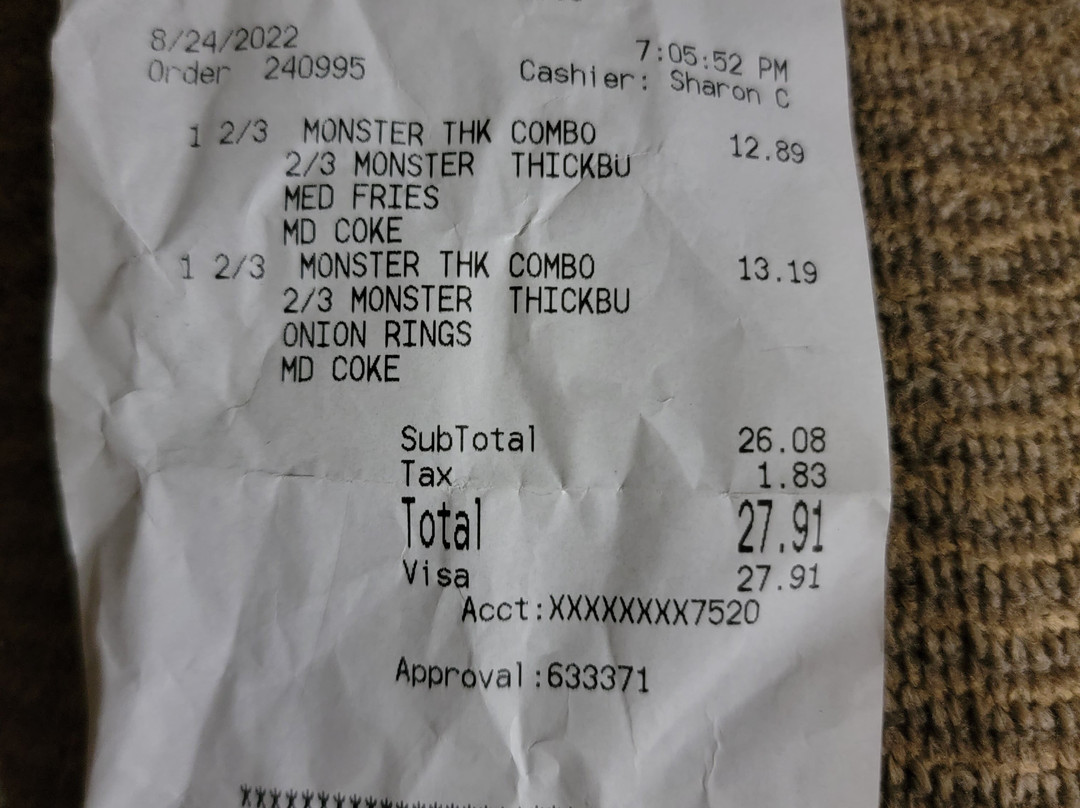 8/24/2022 7:05:52 PM
Order 240995 Cashier: Sharon C
1 2/3 MONSTER THK COMBO 12.89
2/3 MONSTER THICKBU
MED FRIES
MD COKE
1 2/3 MONSTER THK COMBO 13.19
2/3 MONSTER THICKBU
ONION RINGS
MD COKE
SubTotal 26.08
Tax 1.83
Total 27.91
Visa 27.91
Acct:XXXXXXXX7520
Approval:633371